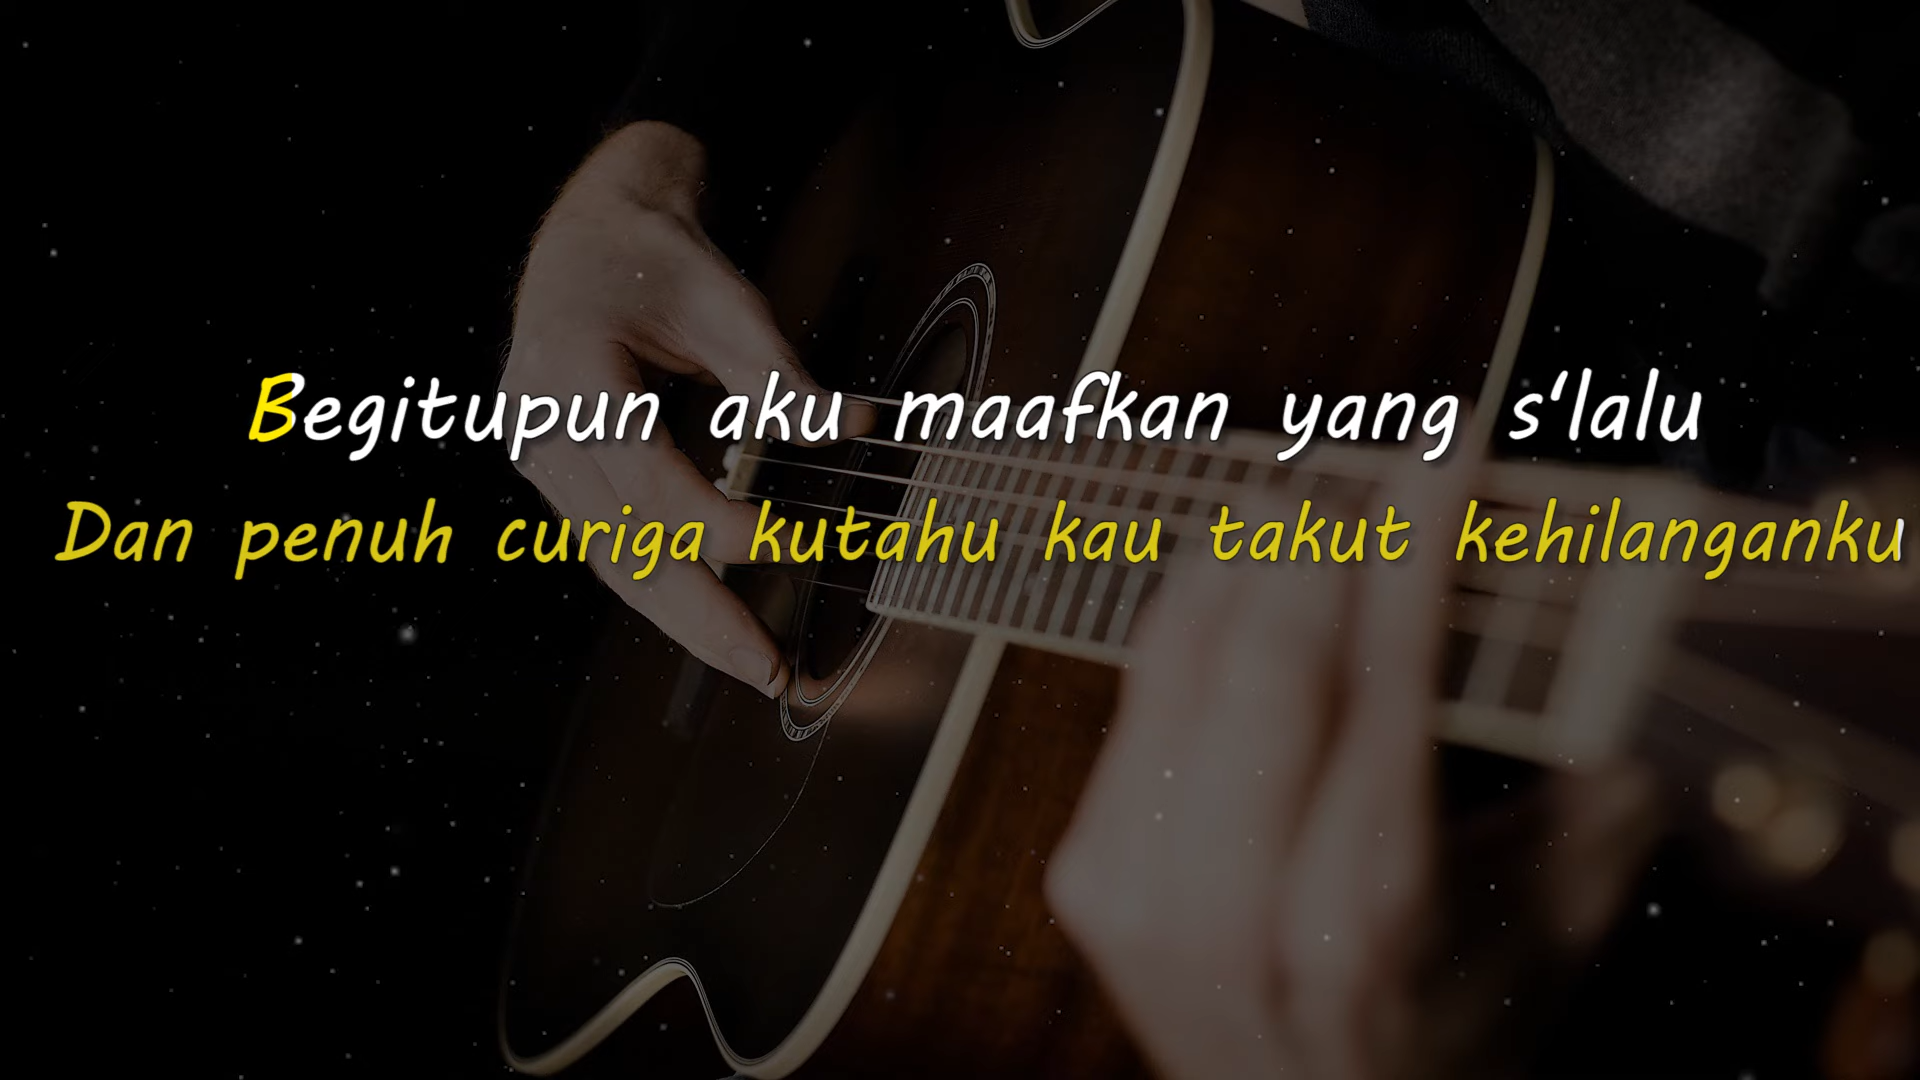 Begitupun aku maafkan yang s‘lalu
Dan penuh curiga kutahu kau takut kehilanganku